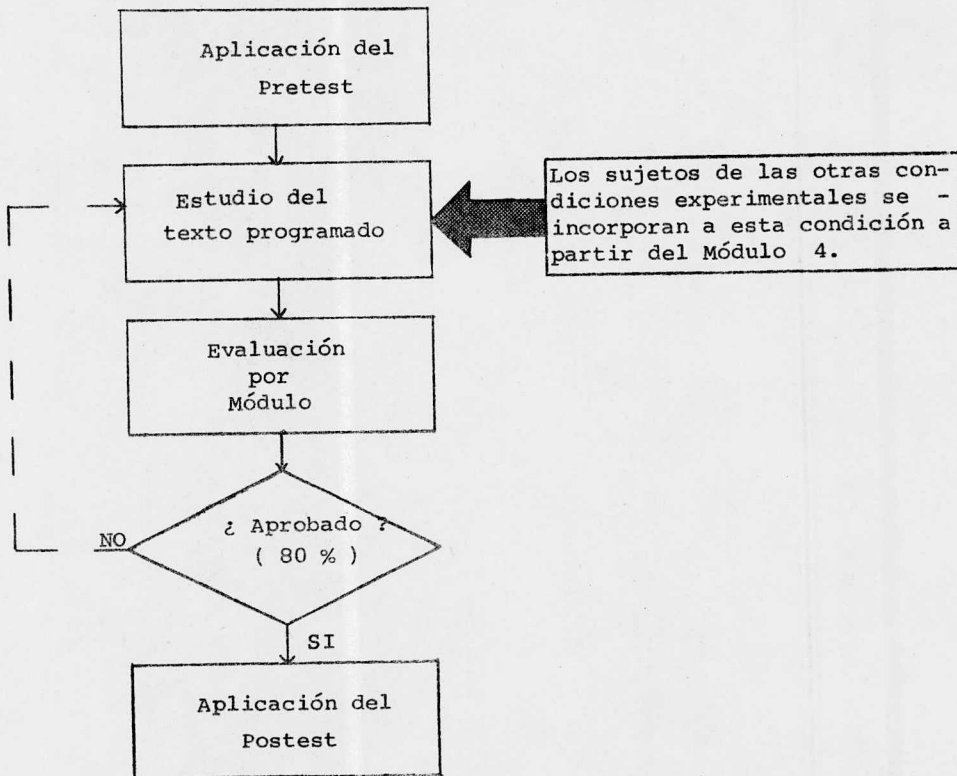 Aplicación del
Pretest
Estudio del
texto programado
Los sujetos de las otras con-
diciones experimentales se -
incorporan a esta condición a
partir del Módulo 4.
Evaluación
por
Módulo
¿ Aprobado ?
( 80 % )
NO
SI
Aplicación del
Postest